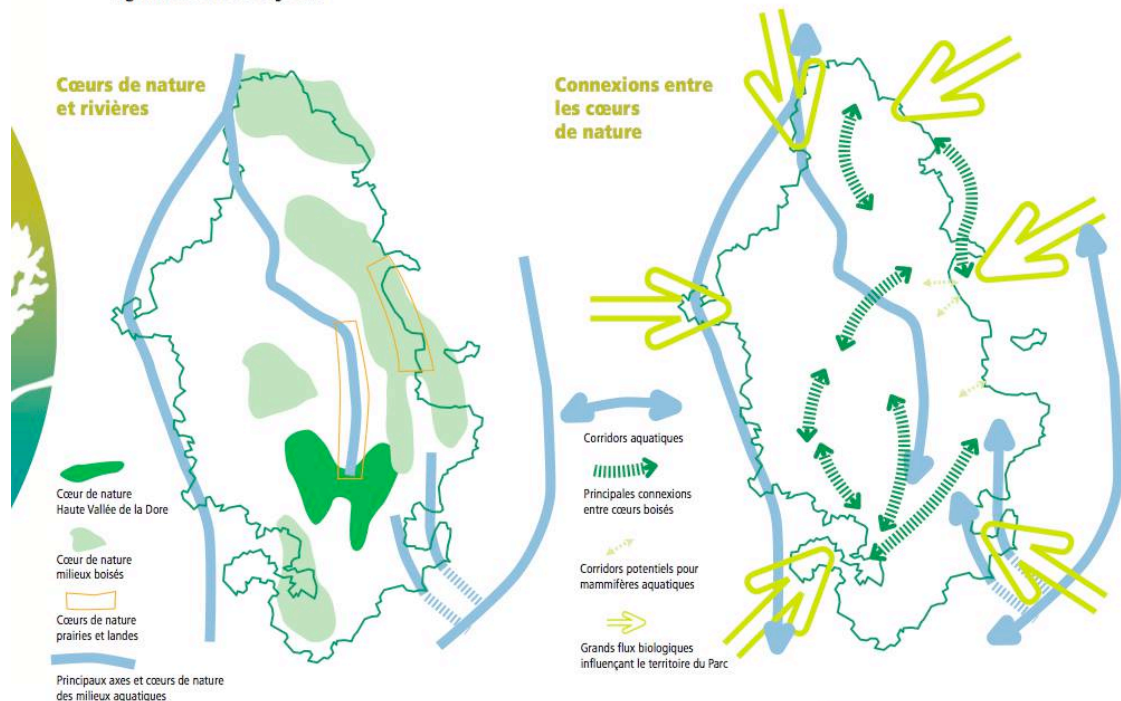 Cœurs de nature
et rivières
Cœur de nature
Haute Vallée de la Dore
Cœur de nature
milieux boisés
Cœurs de nature
prairies et landes
Principaux axes et cœurs de nature
des milieux aquatiques
Connexions entre
les cœurs
de nature
Corridors aquatiques
Principales connexions
entre cœurs boisés
Corridors potentiels pour
mammifères aquatiques
Grands flux biologiques
influençant le territoire du Parc